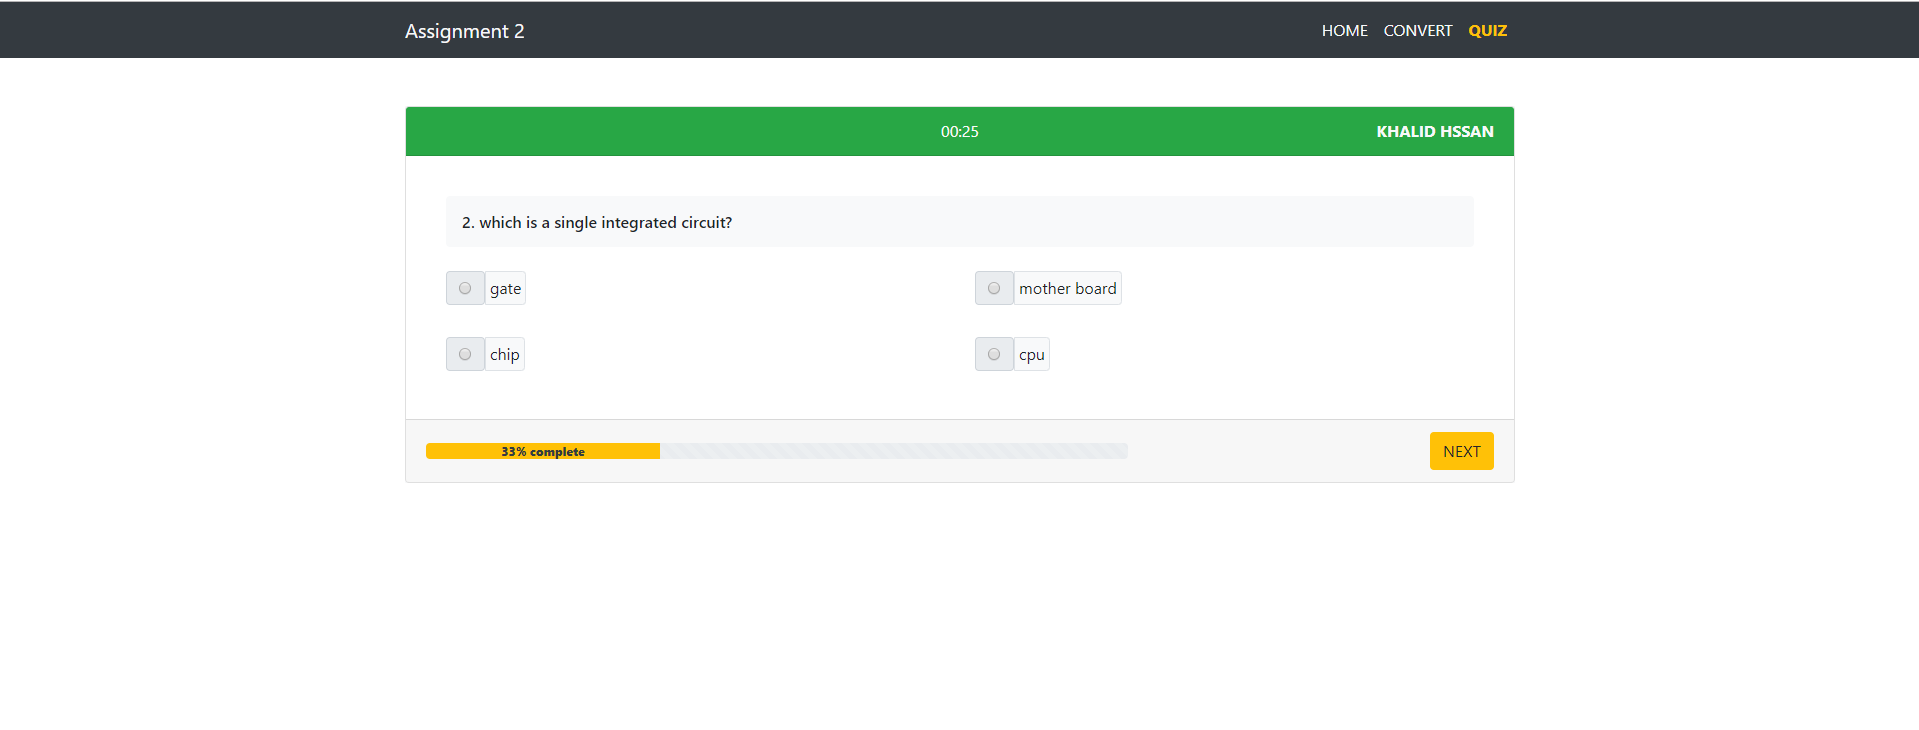 Assignment 2
HOME CONVERT QUIZ
00:25
KHALID HSSAN
2. which is a single integrated circuit?
gate
mother board
chip
cpu
33% complete
NEXT